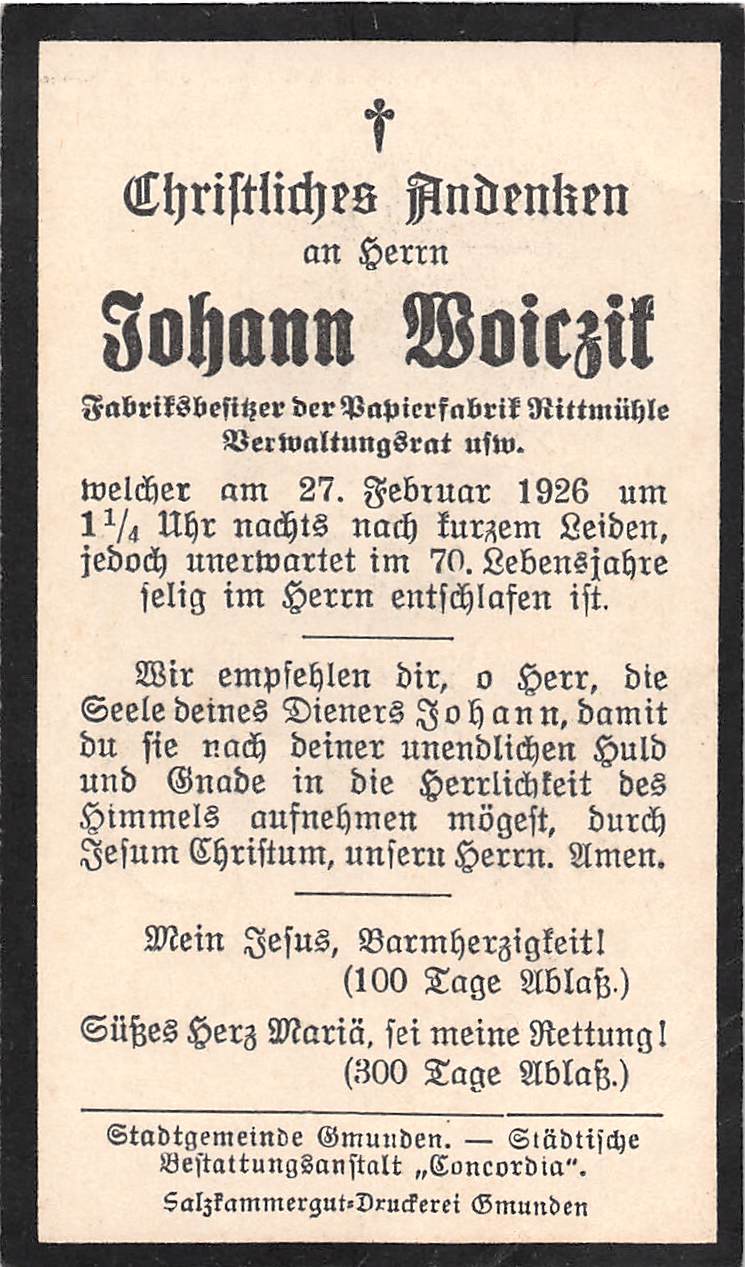 Christliches Andenken
an Herrn
Johann Woiczik
Fabriksbesitzer der Papierfabrik Rittmühle
Verwaltungsrat usw.
welcher am 27. Februar 1926 um
1 1/4 Uhr nachts nach kurzem Leiden,
jedoch unerwartet im 70. Lebensjahre
selig im Herrn entschlafen ist.
Wir empfehlen dir, o Herr, die
Seele deines Dieners Johann, damit
du sie nach deiner unendlichen Huld
und Gnade in die Herrlichkeit des
Himmels aufnehmen mögest, durch
Jesum Christum, unsern Herrn. Amen.
Mein Jesus, Barmherzigkeit!
(100 Tage Ablaß.)
Süßes Herz Mariä, sei meine Rettung!
(300 Tage Ablaß.)
Stadtgemeinde Gmunden. — Städtische
Bestattungsanstalt „Concordia“.
Salzkammergut-Druckerei Gmunden